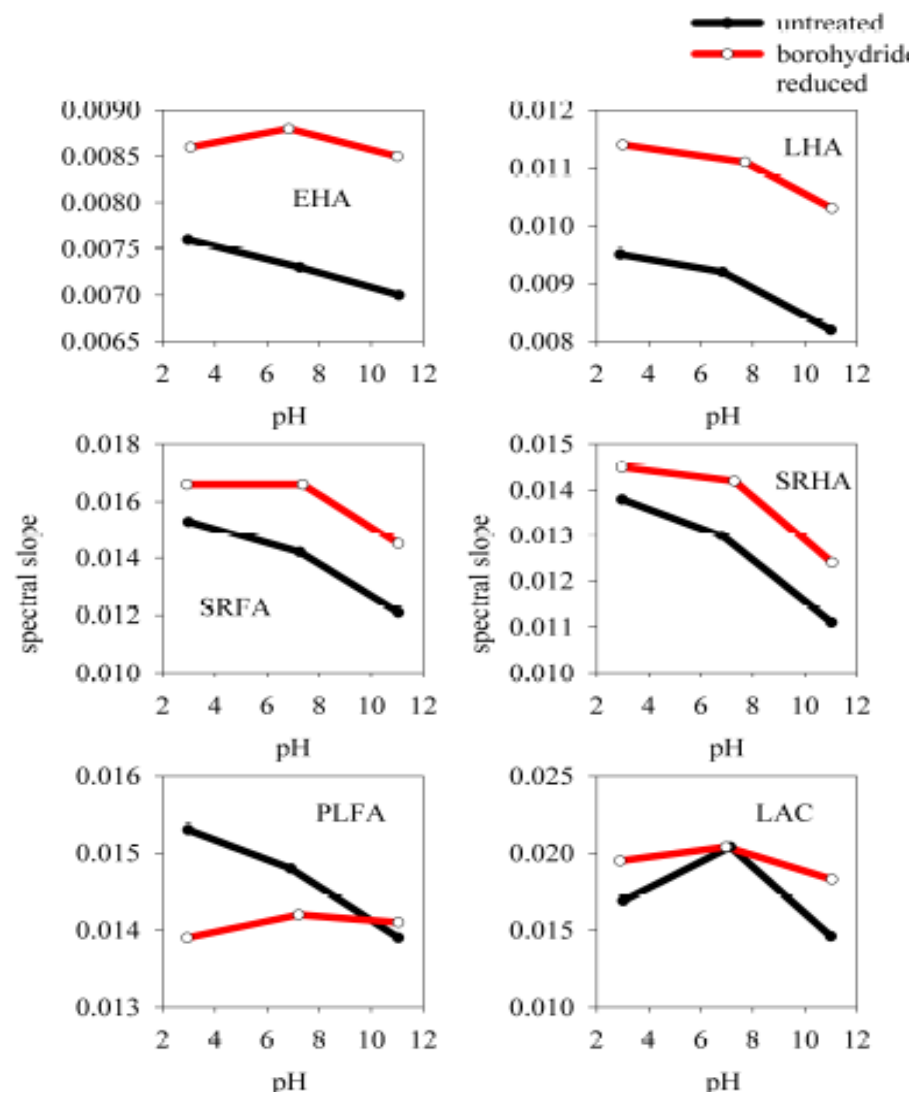 untreated
borohydride
reduced
0.0090
0.0085
0.0080
0.0075
0.0070
0.0065
EHA
2 4 6 8 10 12
pH
0.012
0.011
0.010
0.009
0.008
LHA
2 4 6 8 10 12
pH
spectral slope
0.018
0.016
0.014
0.012
0.010
SRFA
2 4 6 8 10 12
pH
spectral slope
0.015
0.014
0.013
0.012
0.011
0.010
SRHA
2 4 6 8 10 12
pH
0.016
0.015
0.014
0.013
PLFA
2 4 6 8 10 12
pH
0.025
0.020
0.015
0.010
LAC
2 4 6 8 10 12
pH